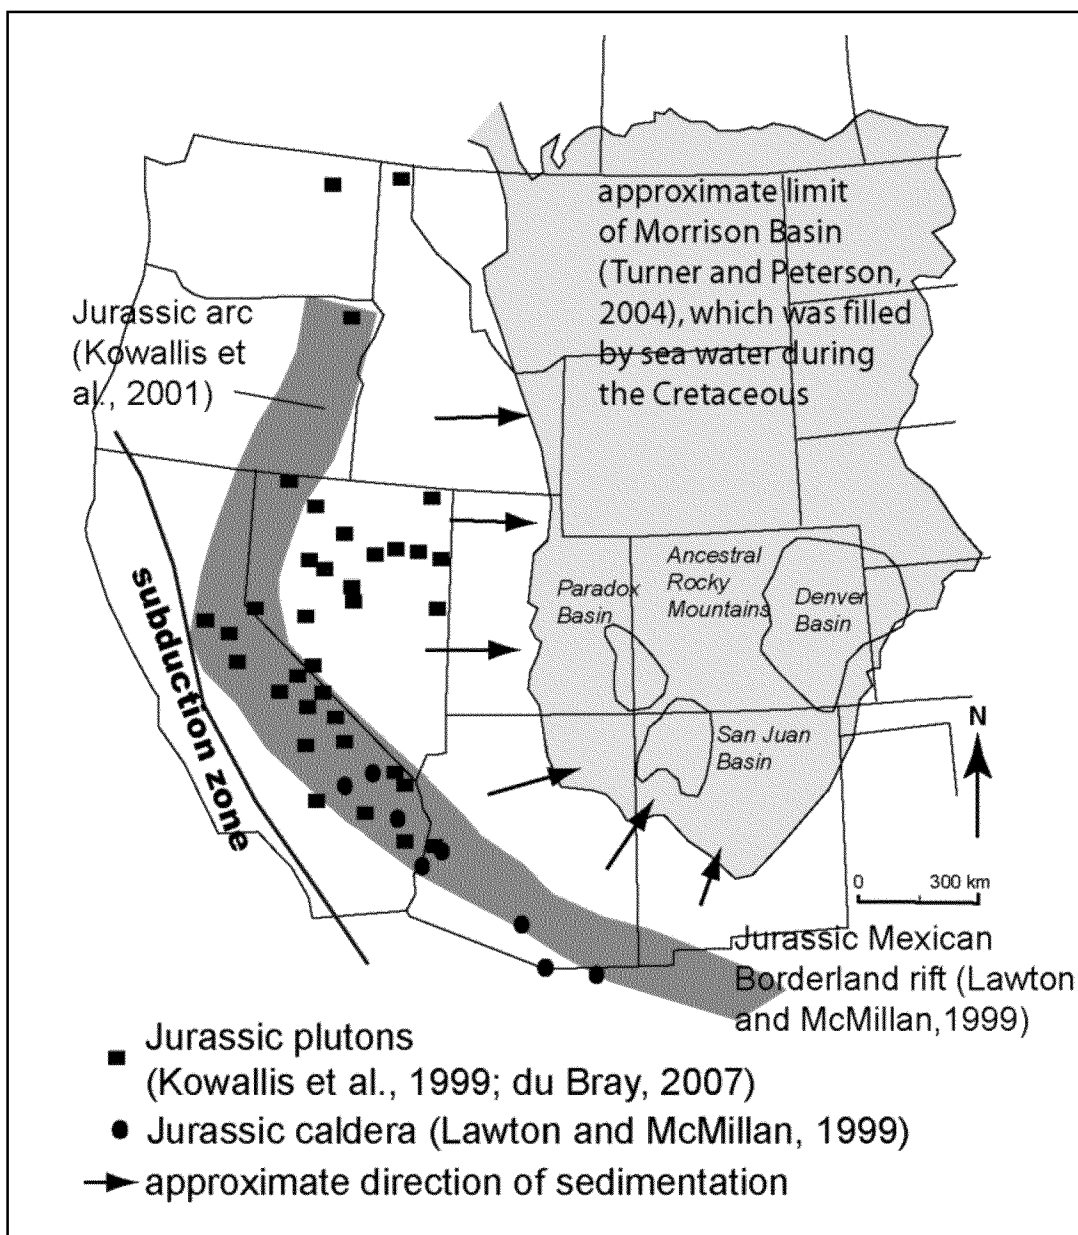 approximate limit
of Morrison Basin
(Turner and Peterson,
2004), which was filled
by sea water during
the Cretaceous
Jurassic arc
(Kowallis et
al., 2001)
subduction zone
Paradox
Basin
Ancestral
Rocky
Mountains
Denver
Basin
San Juan
Basin
N
0 300 km
Jurassic Mexican
Borderland rift (Lawton
and McMillan,1999)
Jurassic plutons
(Kowallis et al., 1999; du Bray, 2007)
Jurassic caldera (Lawton and McMillan, 1999)
approximate direction of sedimentation